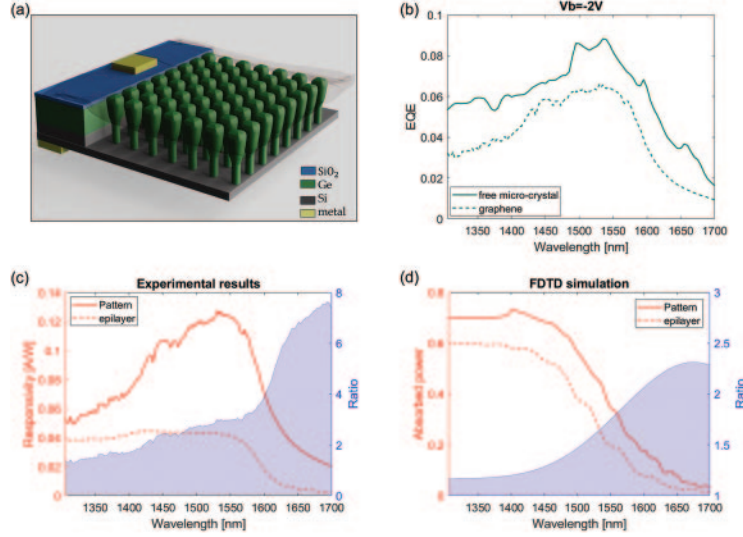 (a)
SiO₂
Ge
Si
metal
(b)
Vb=-2V
EQE
0.1
0.08
0.06
0.04
0.02
0
free micro-crystal
graphene
1350 1400 1450 1500 1550 1600 1650 1700
Wavelength [nm]
(c)
Experimental results
Responsivity [A/W]
0.14
0.12
0.1
0.08
0.06
0.04
0.02
0
Pattern
epilayer
8
6
4
2
0
Ratio
1350 1400 1450 1500 1550 1600 1650 1700
Wavelength [nm]
(d)
FDTD simulation
Absorbed power
0.8
0.6
0.4
0.2
0
Pattern
epilayer
3
2.5
2
1.5
1
Ratio
1350 1400 1450 1500 1550 1600 1650 1700
Wavelength [nm]